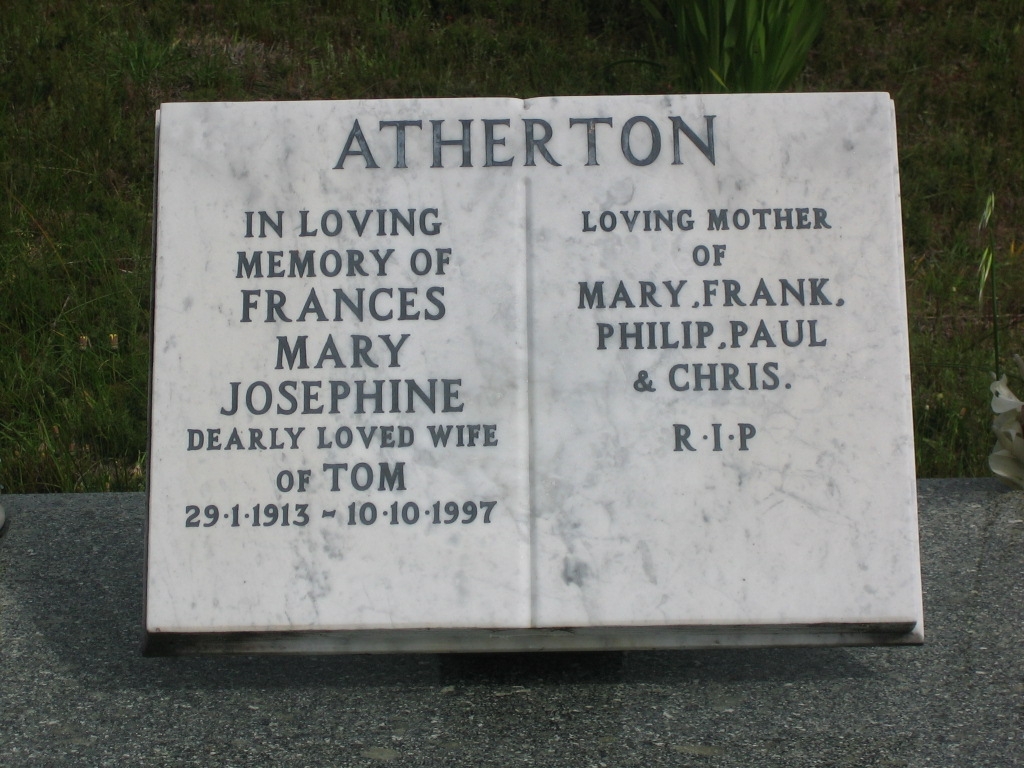 ATHERTON
IN LOVING
MEMORY OF
FRANCES
MARY
JOSEPHINE
DEARLY LOVED WIFE
OF TOM
29·1·1913 ~ 10·10·1997
LOVING MOTHER
OF
MARY, FRANK,
PHILIP, PAUL
& CHRIS.
R·I·P